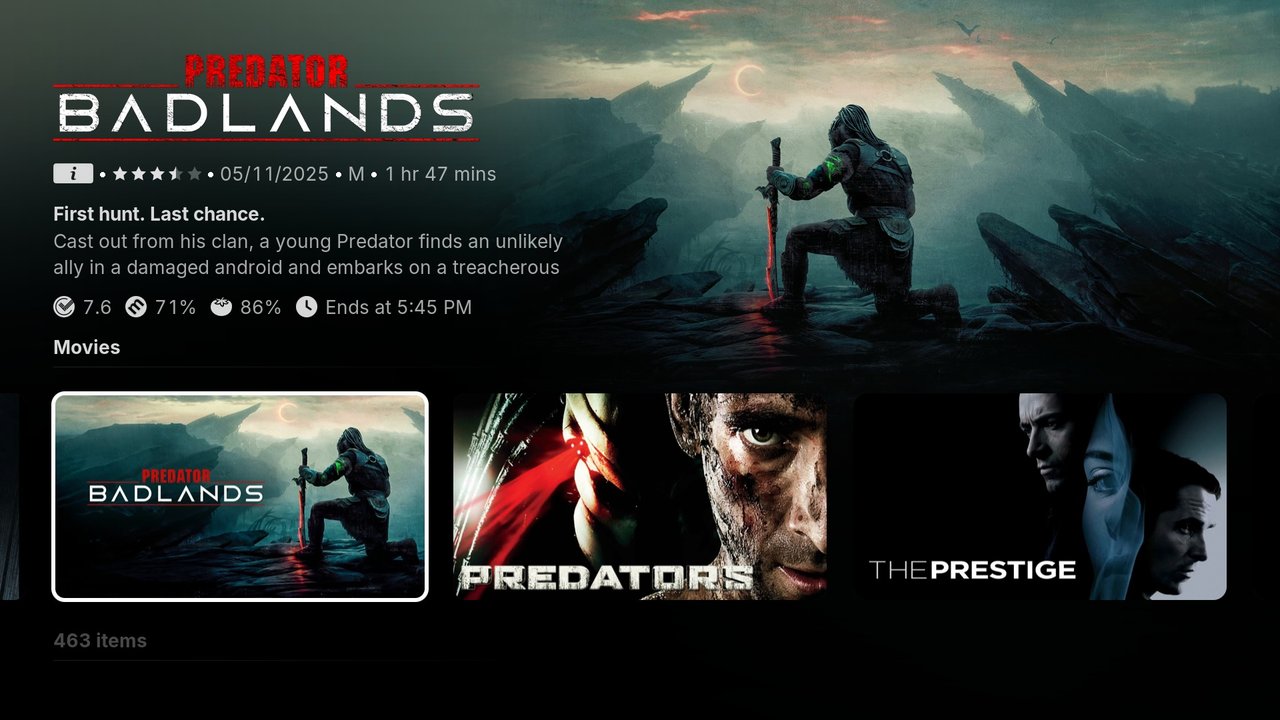 PREDATOR
BADLANDS
i • • 05/11/2025 • M • 1 hr 47 mins
First hunt. Last chance.
Cast out from his clan, a young Predator finds an unlikely
ally in a damaged android and embarks on a treacherous
7.6 71% 86% Ends at 5:45 PM
Movies
PREDATOR
BADLANDS
PREDATORS
THE PRESTIGE
463 items